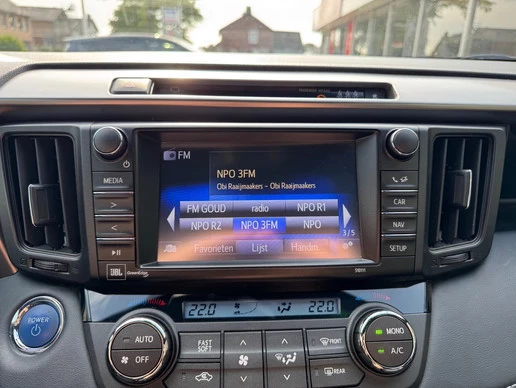 FM
NPO 3FM
Obi Raaijmaakers - Obi Raaijmakers
FM GOUD radio NPO R1
NPO R2 NPO 3FM NPO
3/5
Favorieten Lijst Handm.
MEDIA
CAR
NAV
SETUP
JBL GreenEdge
22.0 22.0
POWER
AUTO
OFF
FAST
SOFT
FRONT
REAR
MONO
A/C